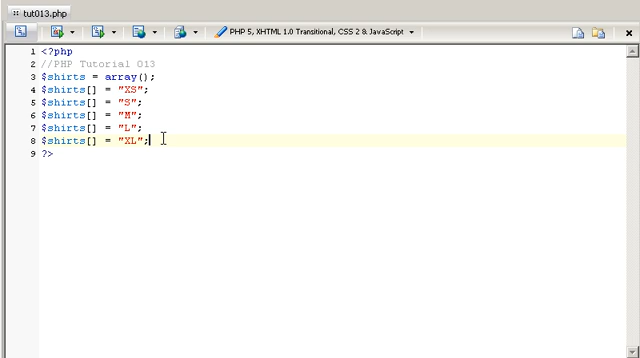 tut013.php
PHP 5, XHTML 1.0 Transitional, CSS 2 & JavaScript
1 <?php
2 //PHP Tutorial 013
3 $shirts = array();
4 $shirts[] = "XS";
5 $shirts[] = "S";
6 $shirts[] = "M";
7 $shirts[] = "L";
8 $shirts[] = "XL";
9 ?>